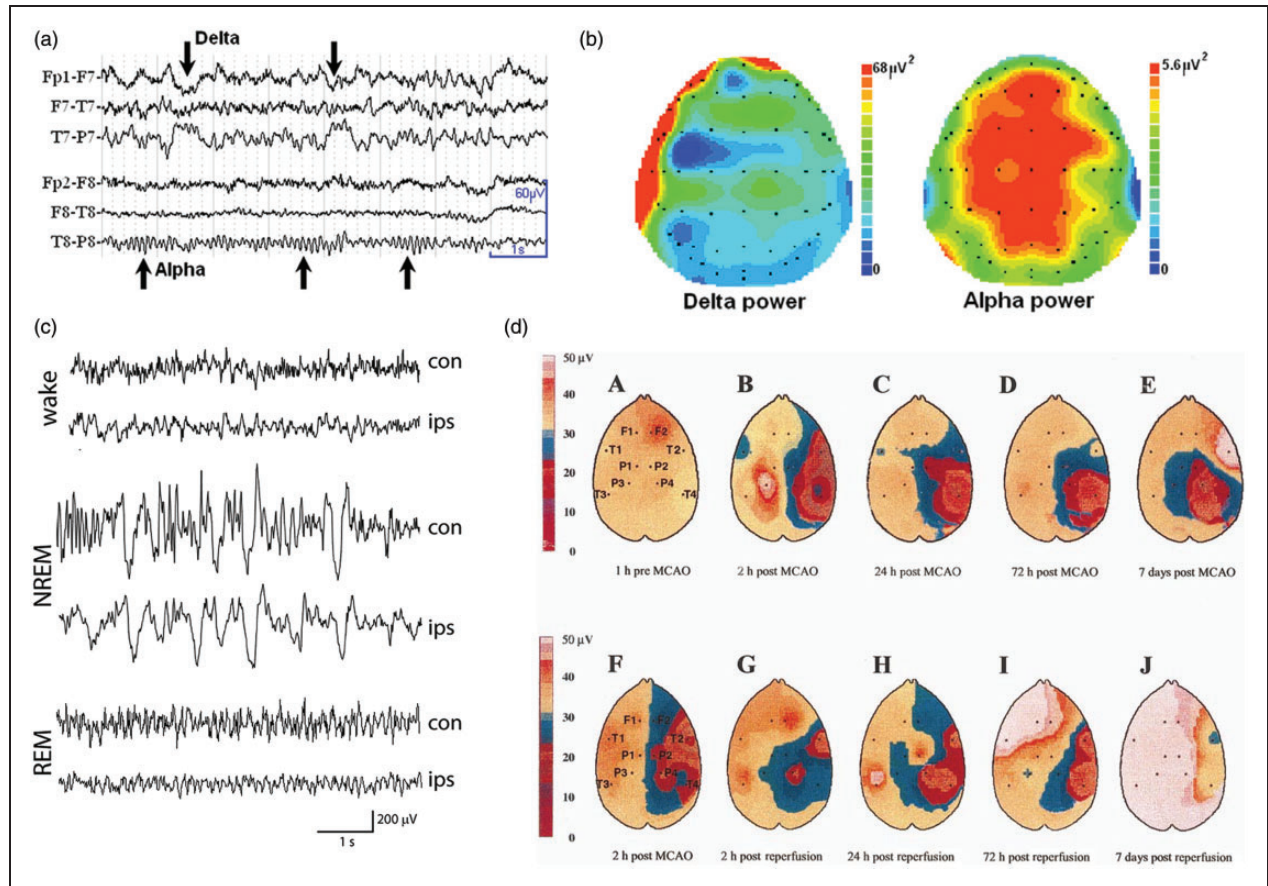 (a)
Delta
Fp1-F7
F7-T7
T7-P7
Fp2-F8
F8-T8
T8-P8
60µV
1s
Alpha
(b)
68µV²
0
Delta power
5.6µV²
0
Alpha power
(c)
wake
con
ips
NREM
con
ips
REM
con
ips
200 µV
1 s
(d)
50 µV
40
30
20
10
0
A
F1 F2
T1 T2
P1 P2
P3 P4
T3 T4
1 h pre MCAO
B
2 h post MCAO
C
24 h post MCAO
D
72 h post MCAO
E
7 days post MCAO
50 µV
40
30
20
10
0
F
F1 F2
T1 T2
P1 P2
P3 P4
T3 T4
2 h post MCAO
G
2 h post reperfusion
H
24 h post reperfusion
I
72 h post reperfusion
J
7 days post reperfusion